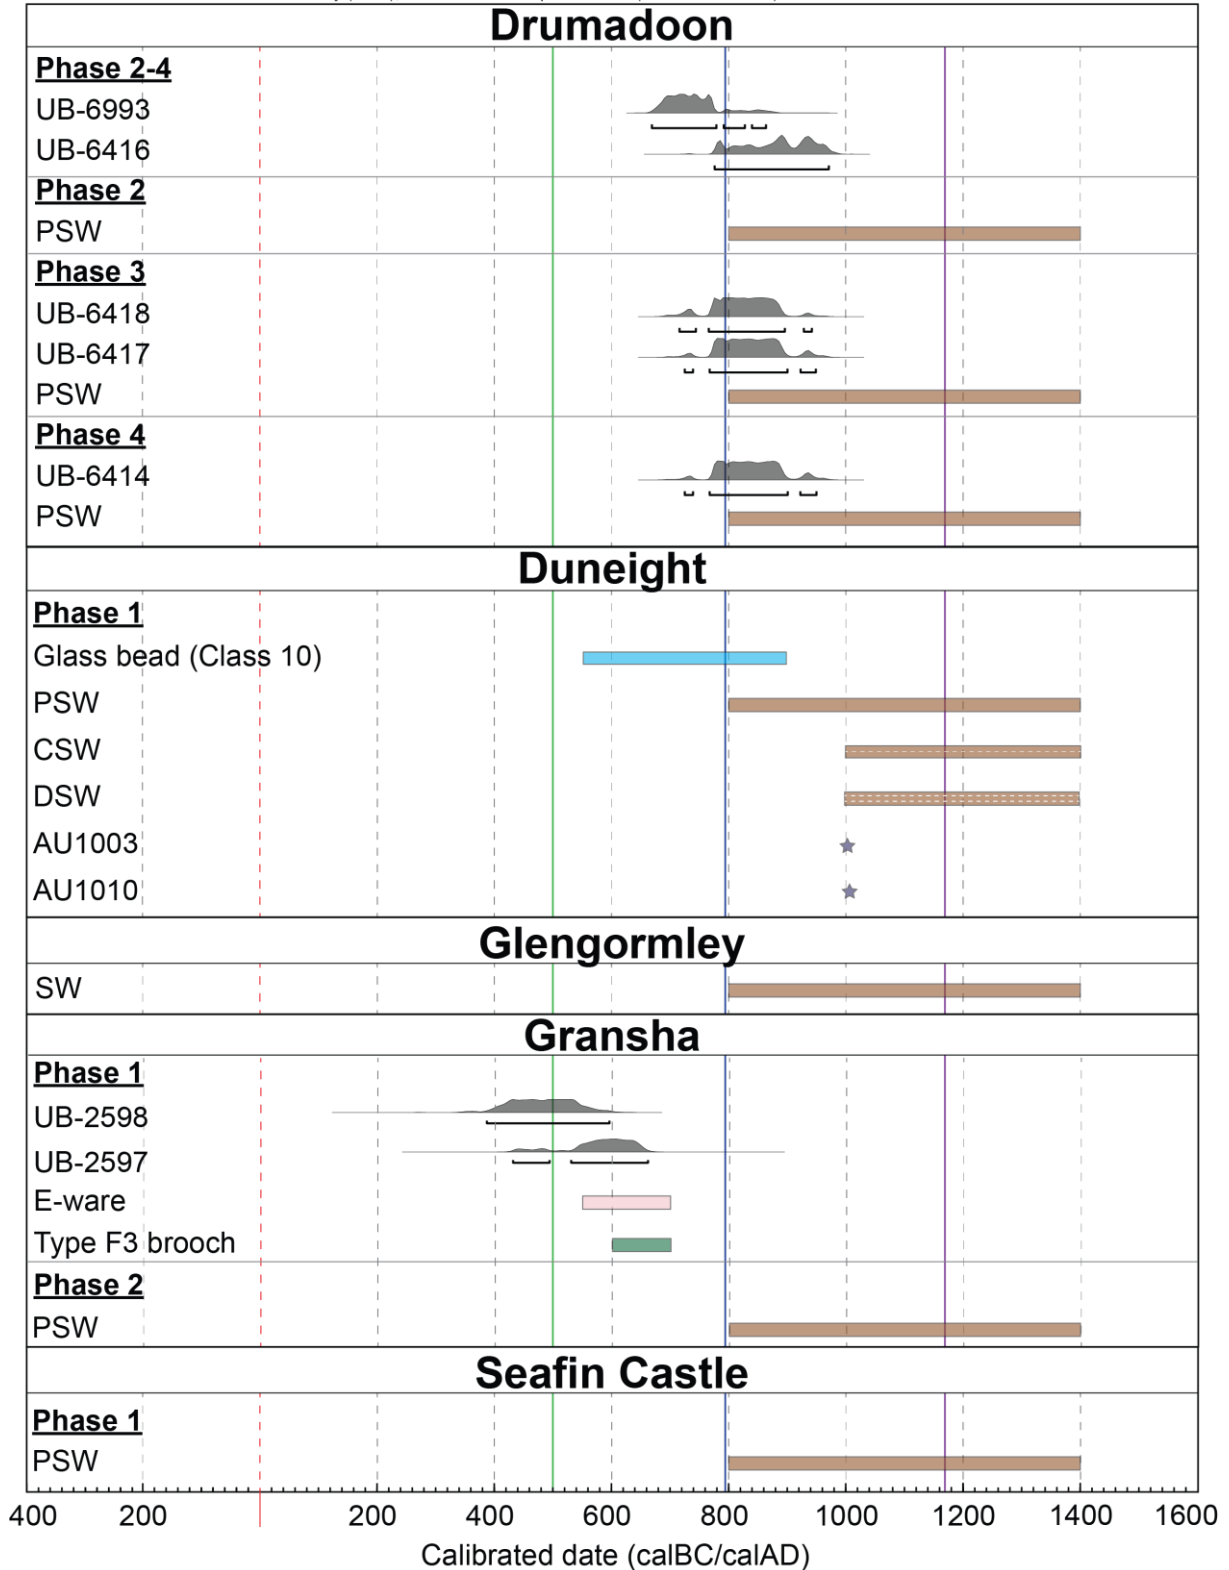 Drumadoon
Phase 2-4
UB-6993
UB-6416
Phase 2
PSW
Phase 3
UB-6418
UB-6417
PSW
Phase 4
UB-6414
PSW
Duneight
Phase 1
Glass bead (Class 10)
PSW
CSW
DSW
AU1003
AU1010
Glengormley
SW
Gransha
Phase 1
UB-2598
UB-2597
E-ware
Type F3 brooch
Phase 2
PSW
Seafin Castle
Phase 1
PSW
400 200 200 400 600 800 1000 1200 1400 1600
Calibrated date (calBC/calAD)